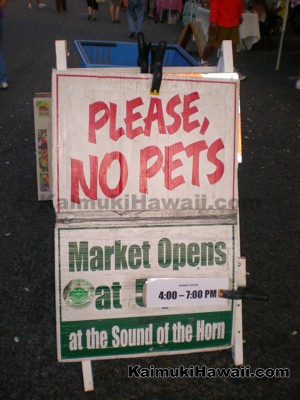 PLEASE,
NO PETS
KaimukiHawaii.com
Market Opens
at
4:00 – 7:00 PM
at the Sound of the Horn
KaimukiHawaii.com